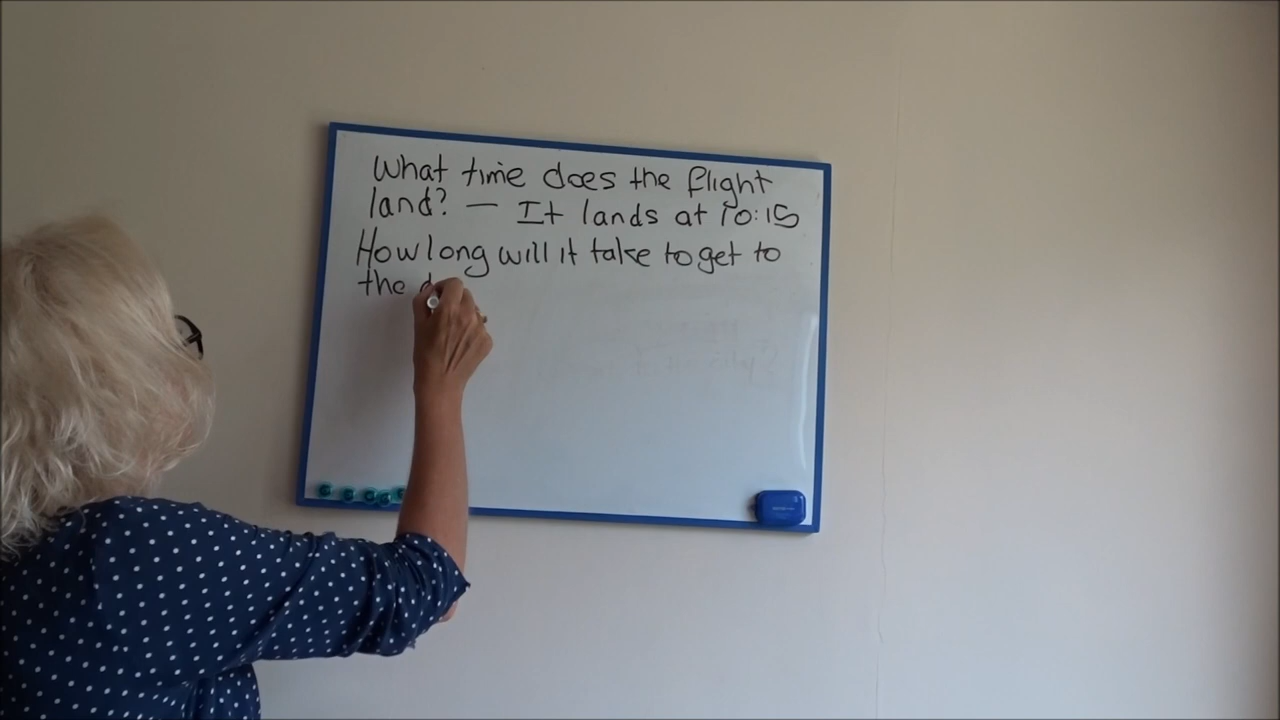 What time does the flight
land? — It lands at 10:15
How long will it take to get to
the